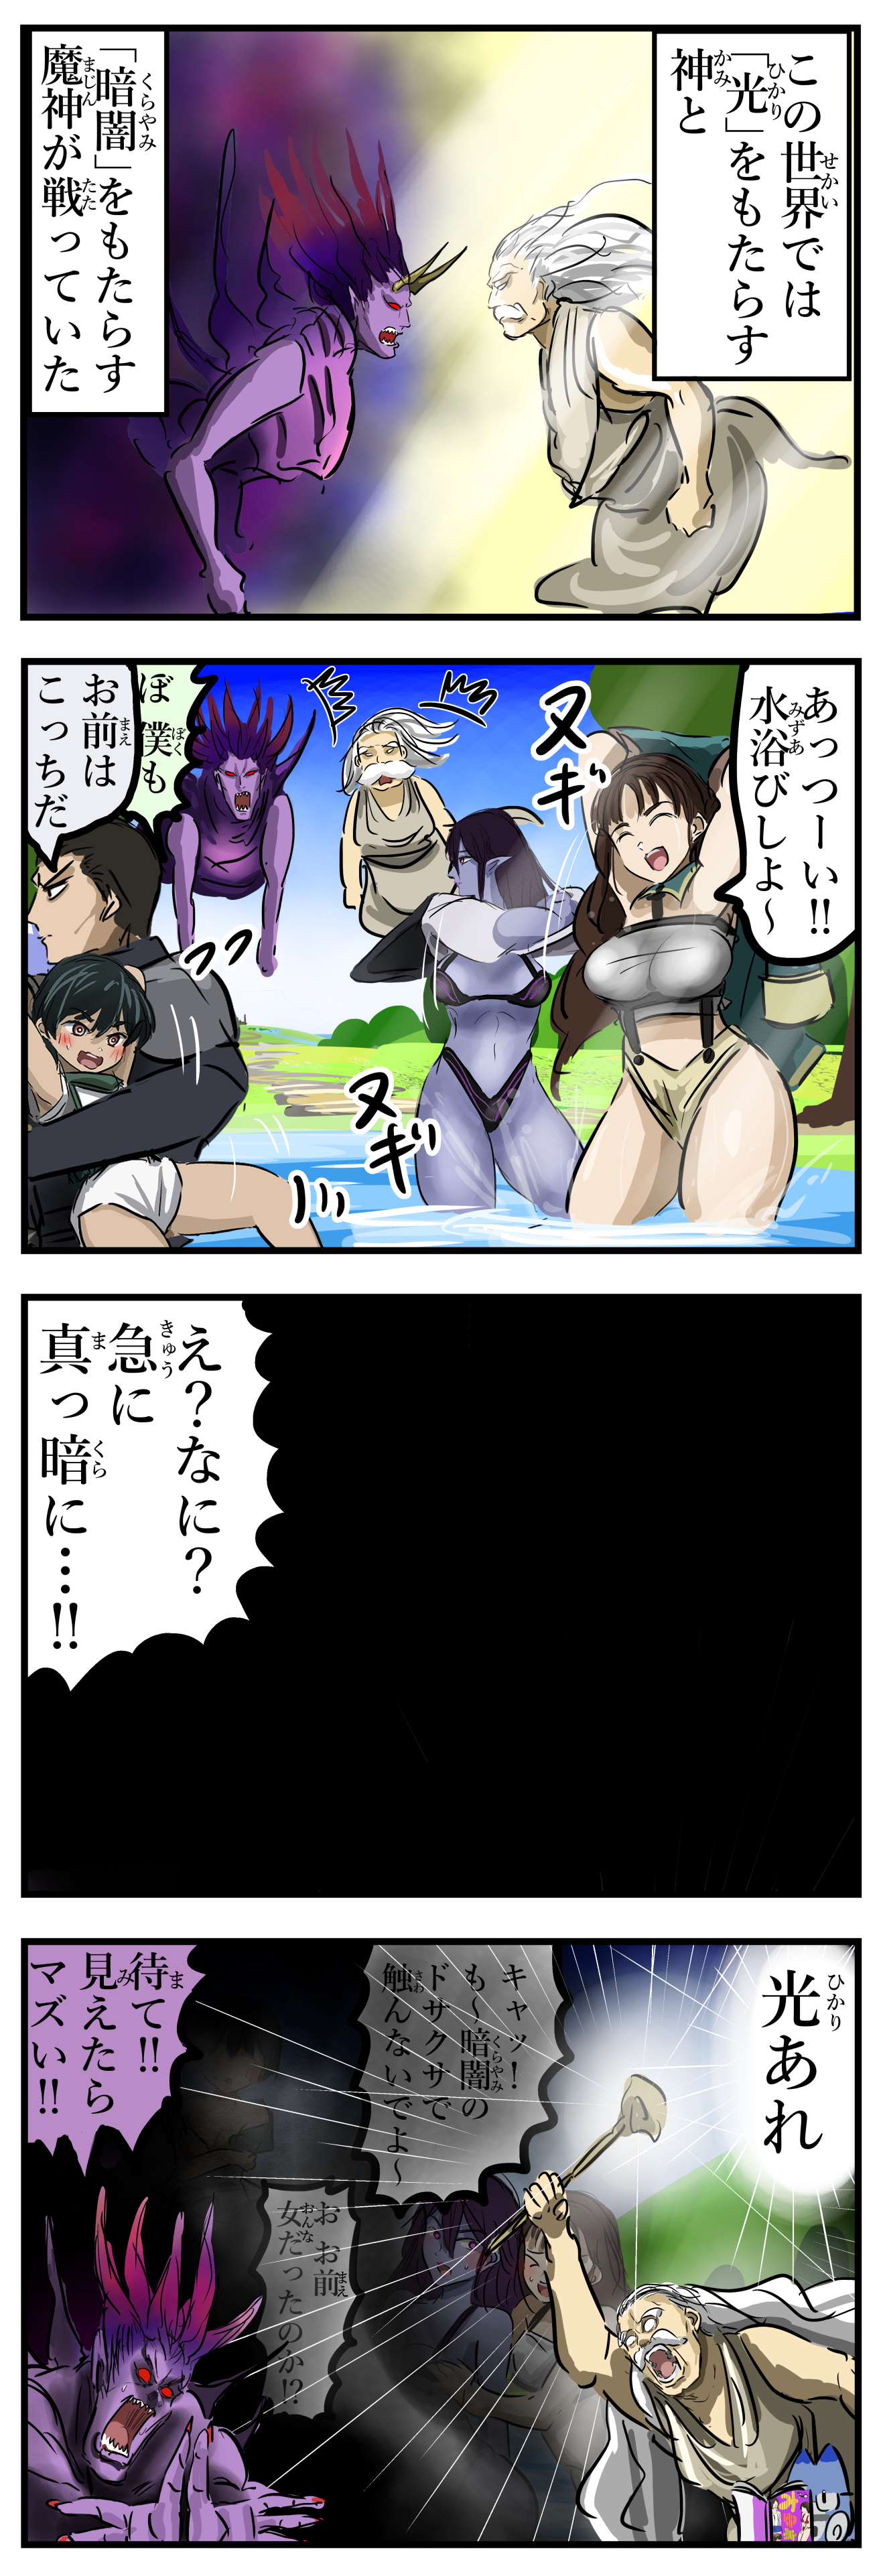 この世界では
「光」をもたらす
神と
「暗闇」をもたらす
魔神が戦っていた
あっつーい!!
水浴びしよ～
ヌギ
ヌギ
ぼ僕も
お前は
こっちだ
え？なに？
急に
真っ暗に…!!
光あれ
キャッ！
も～暗闇の
ドサクサで
触んないでよ～
お お前
女だったのか!?
待て!!
見えたら
マズい!!